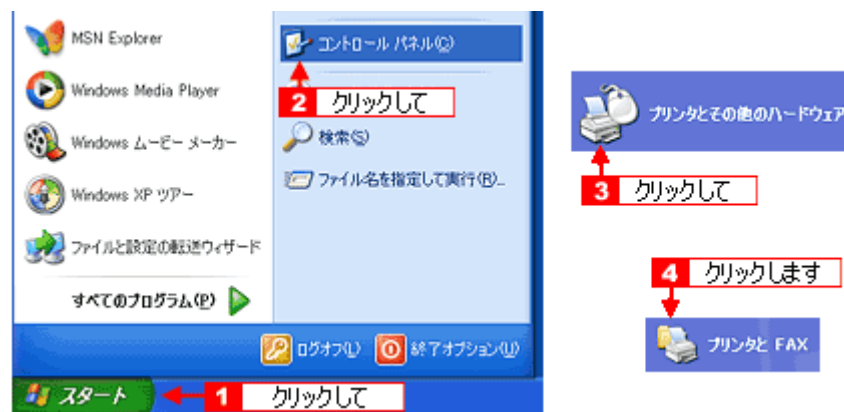 MSN Explorer
Windows Media Player
Windows ムービー メーカー
Windows XP ツアー
ファイルと設定の転送ウィザード
すべてのプログラム(P)
コントロール パネル(C)
2 クリックして
検索(S)
ファイル名を指定して実行(R)...
ログオフ(L)
終了オプション(U)
スタート
1 クリックして
プリンタとその他のハードウェア
3 クリックして
4 クリックします
プリンタと FAX